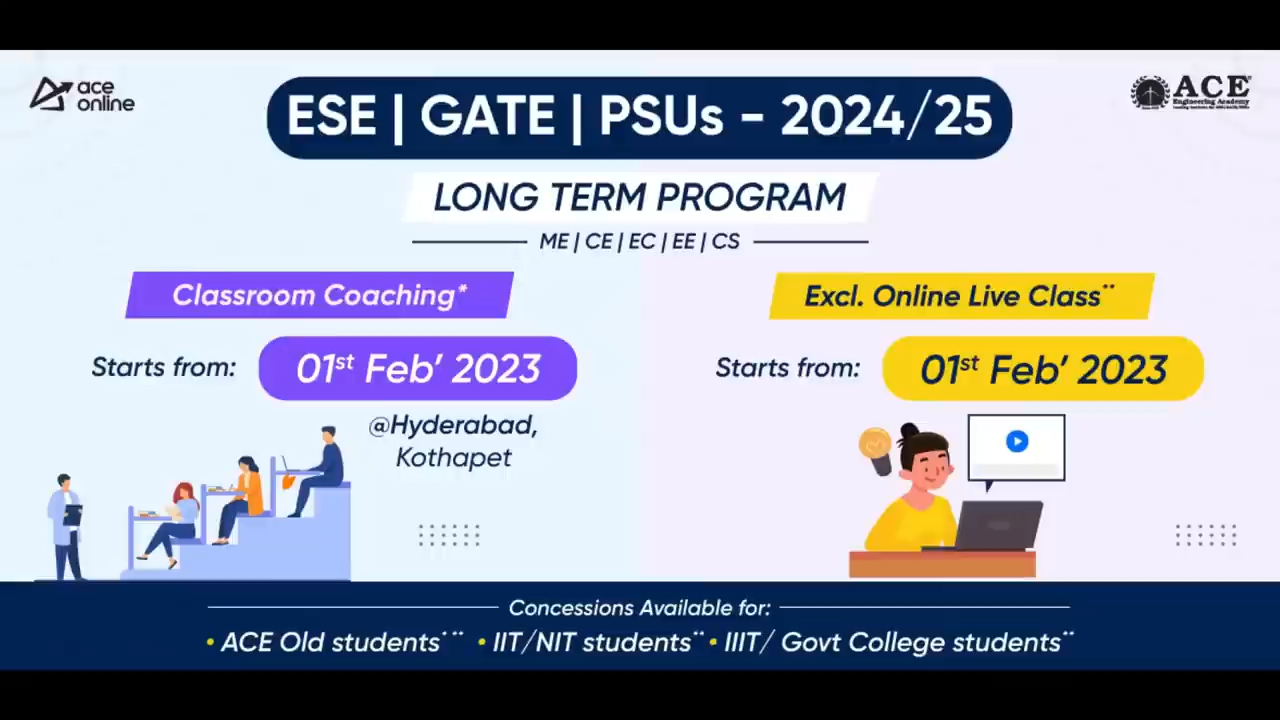 ace
online
ACE
Engineering Academy
ESE | GATE | PSUs - 2024/25
LONG TERM PROGRAM
ME | CE | EC | EE | CS
Classroom Coaching*
Starts from: 01st Feb' 2023
@Hyderabad,
Kothapet
Excl. Online Live Class**
Starts from: 01st Feb' 2023
Concessions Available for:
• ACE Old students* ** • IIT/NIT students** • IIIT/ Govt College students**